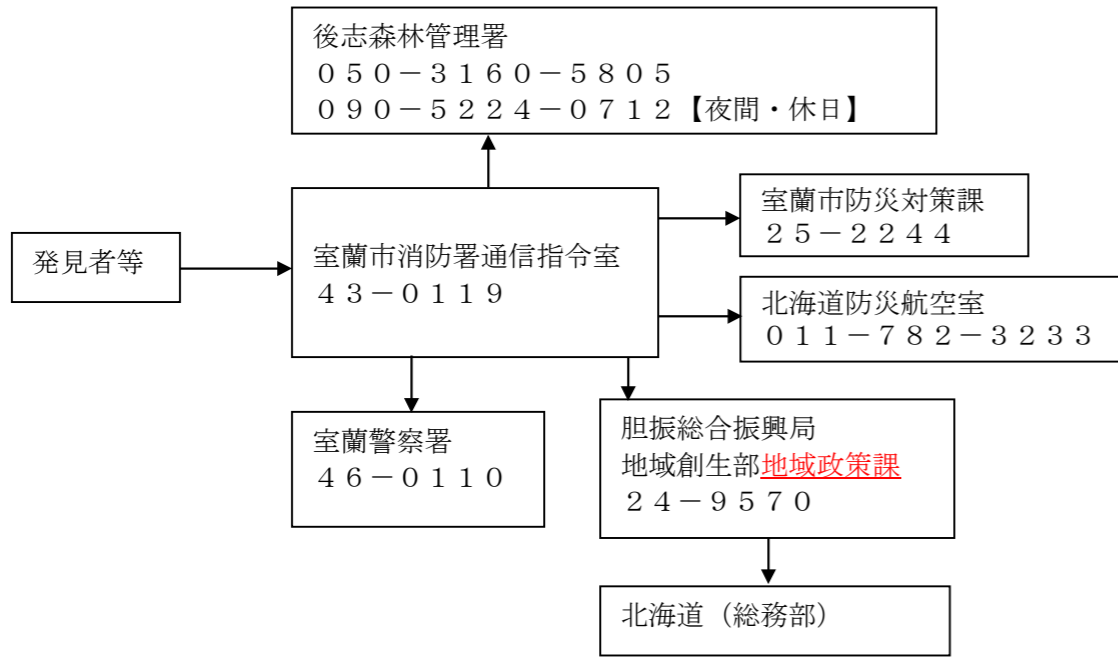 後志森林管理署
０５０－３１６０－５８０５
０９０－５２２４－０７１２【夜間・休日】
発見者等
室蘭市消防署通信指令室
４３－０１１９
室蘭市防災対策課
２５－２２４４
北海道防災航空室
０１１－７８２－３２３３
室蘭警察署
４６－０１１０
胆振総合振興局
地域創生部地域政策課
２４－９５７０
北海道（総務部）